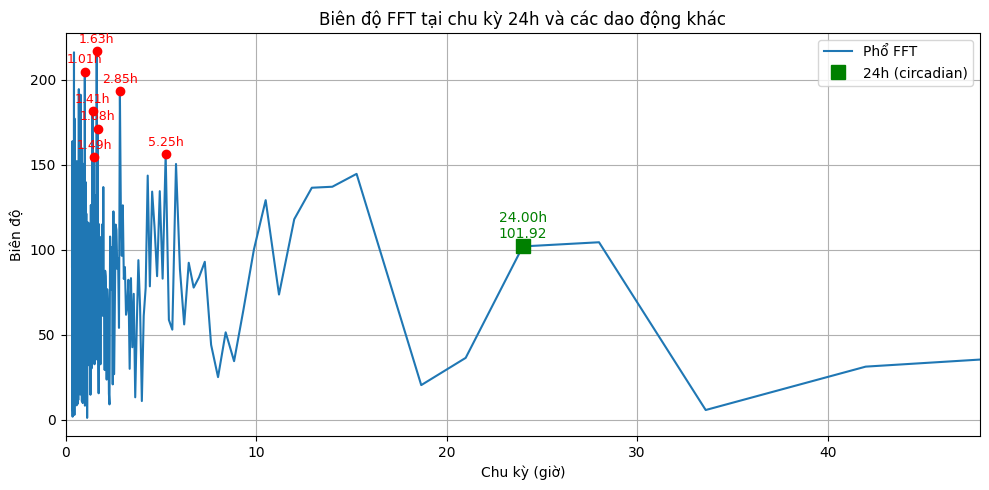 Biên độ FFT tại chu kỳ 24h và các dao động khác
Phổ FFT
24h (circadian)
1.63h
1.01h
2.85h
1.41h
1.49h
5.25h
24.00h
101.92
Biên độ
200
150
100
50
0
0 10 20 30 40
Chu kỳ (giờ)